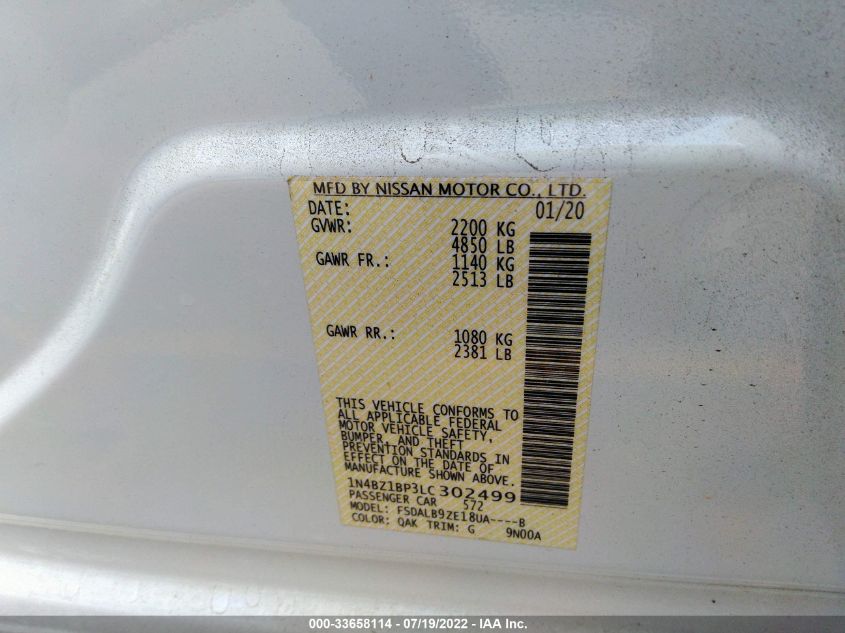 MFD BY NISSAN MOTOR CO., LTD.
DATE: 01/20
GVWR: 2200 KG
4850 LB
GAWR FR.: 1140 KG
2513 LB
GAWR RR.: 1080 KG
2381 LB
THIS VEHICLE CONFORMS TO
ALL APPLICABLE FEDERAL
MOTOR VEHICLE SAFETY,
BUMPER, AND THEFT
PREVENTION STANDARDS IN
EFFECT ON THE DATE OF
MANUFACTURE SHOWN ABOVE.
1N4BZ1BP3LC302499
PASSENGER CAR 572
MODEL: FSDALB9ZE18UA----B
COLOR: QAK TRIM: G 9N00A
000-33658114 - 07/19/2022 - IAA Inc.